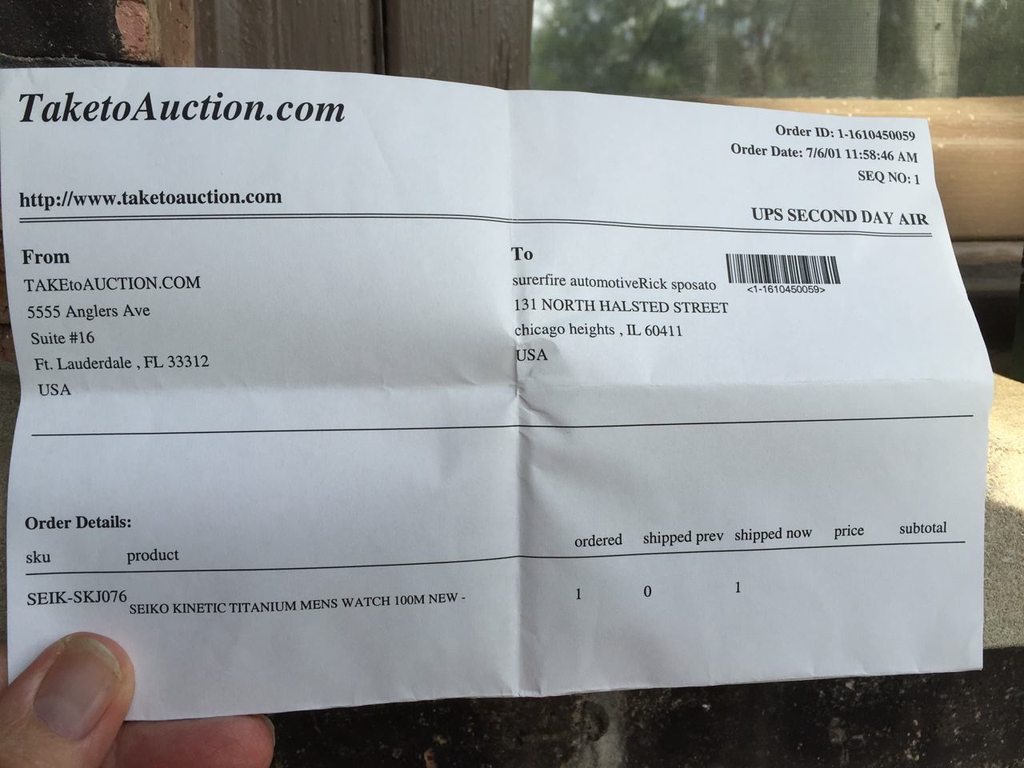 TaketoAuction.com
Order ID: 1-1610450059
Order Date: 7/6/01 11:58:46 AM
SEQ NO: 1
http://www.taketoauction.com
UPS SECOND DAY AIR
From
TAKEtoAUCTION.COM
5555 Anglers Ave
Suite #16
Ft. Lauderdale , FL 33312
USA
To
surerfire automotiveRick sposato
131 NORTH HALSTED STREET
chicago heights , IL 60411
USA
<1-1610450059>
Order Details:
sku product ordered shipped prev shipped now price subtotal
SEIK-SKJ076 SEIKO KINETIC TITANIUM MENS WATCH 100M NEW - 1 0 1